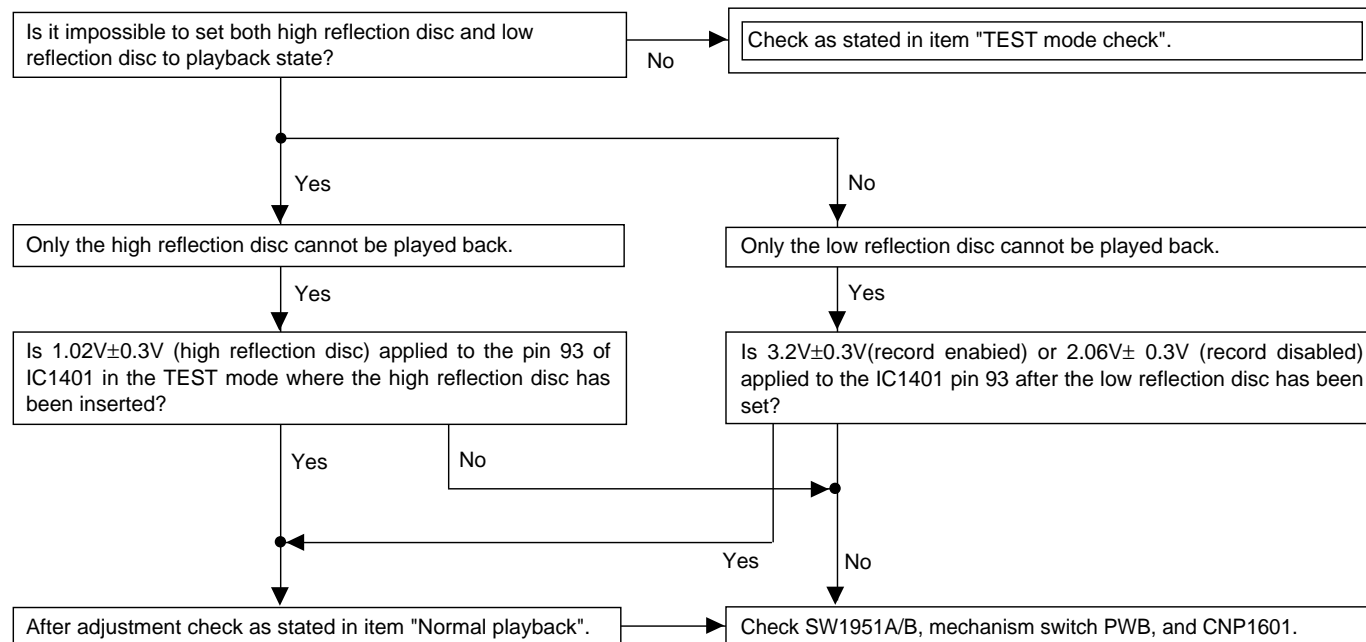 Is it impossible to set both high reflection disc and low
reflection disc to playback state?
No
Check as stated in item "TEST mode check".
Yes
No
Only the high reflection disc cannot be played back.
Only the low reflection disc cannot be played back.
Yes
Yes
Is 1.02V±0.3V (high reflection disc) applied to the pin 93 of
IC1401 in the TEST mode where the high reflection disc has
been inserted?
Is 3.2V±0.3V(record enabied) or 2.06V± 0.3V (record disabled)
applied to the IC1401 pin 93 after the low reflection disc has been
set?
Yes
No
Yes
No
After adjustment check as stated in item "Normal playback".
Check SW1951A/B, mechanism switch PWB, and CNP1601.